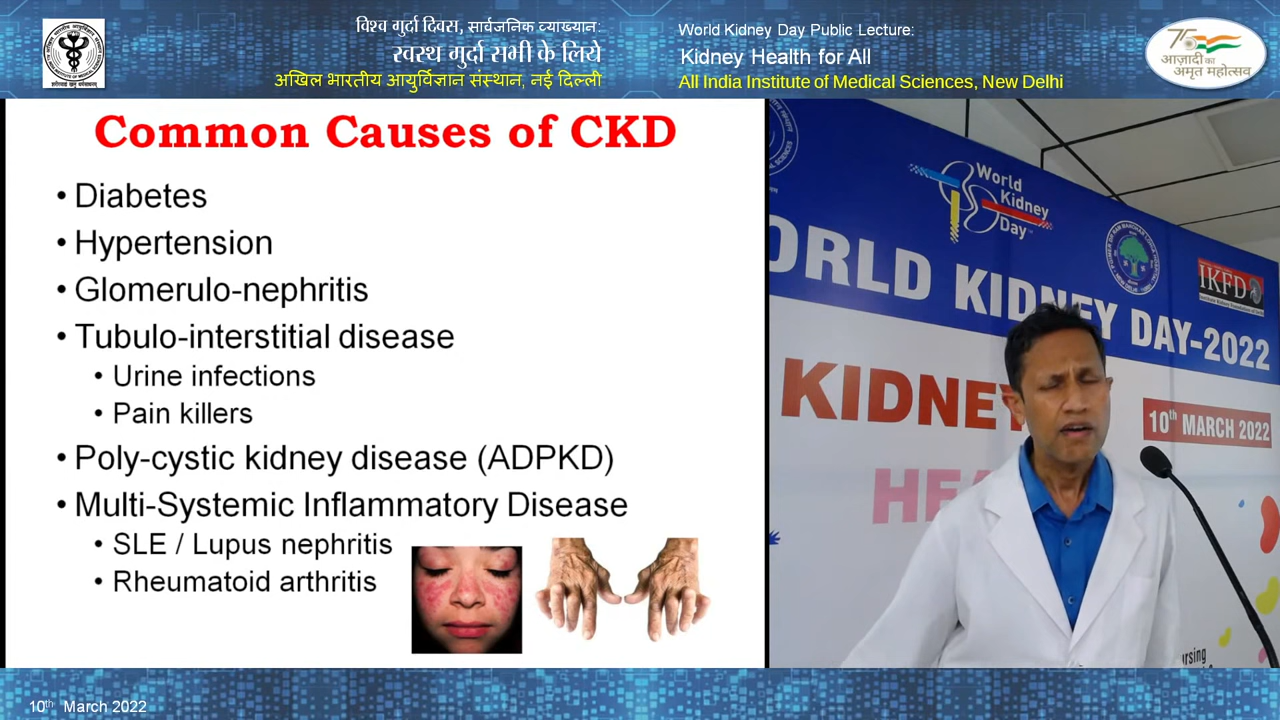 विश्व गुर्दा दिवस, सार्वजनिक व्याख्यान:
स्वस्थ गुर्दा सभी के लिये
अखिल भारतीय आयुर्विज्ञान संस्थान, नई दिल्ली
World Kidney Day Public Lecture:
Kidney Health for All
All India Institute of Medical Sciences, New Delhi
75
आज़ादी का
अमृत महोत्सव
Common Causes of CKD
• Diabetes
• Hypertension
• Glomerulo-nephritis
• Tubulo-interstitial disease
• Urine infections
• Pain killers
• Poly-cystic kidney disease (ADPKD)
• Multi-Systemic Inflammatory Disease
• SLE / Lupus nephritis
• Rheumatoid arthritis
World
Kidney
Day
IKFD
ORLD KIDNEY DAY-2022
KIDNEY
10th MARCH 2022
HEA
ursing
10th March 2022